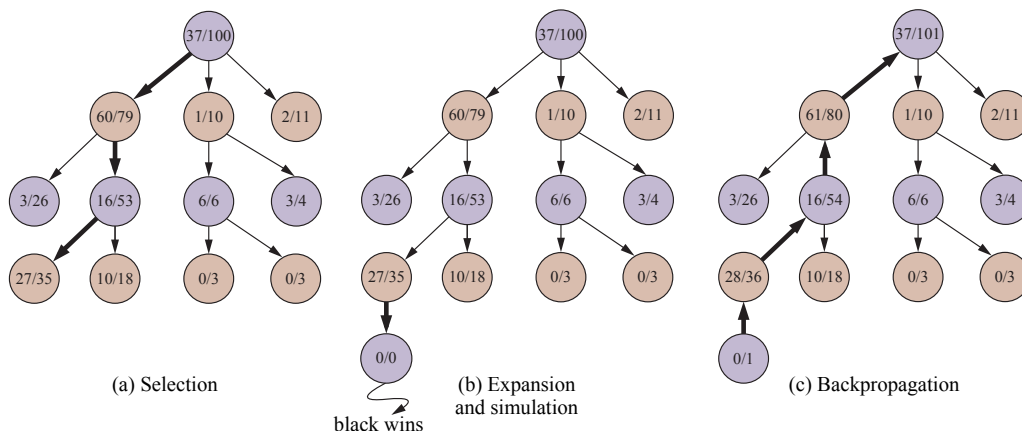 37/100
60/79 1/10 2/11
3/26 16/53 6/6 3/4
27/35 10/18 0/3 0/3
(a) Selection
37/100
60/79 1/10 2/11
3/26 16/53 6/6 3/4
27/35 10/18 0/3 0/3
0/0
black wins
(b) Expansion
and simulation
37/101
61/80 1/10 2/11
3/26 16/54 6/6 3/4
28/36 10/18 0/3 0/3
0/1
(c) Backpropagation